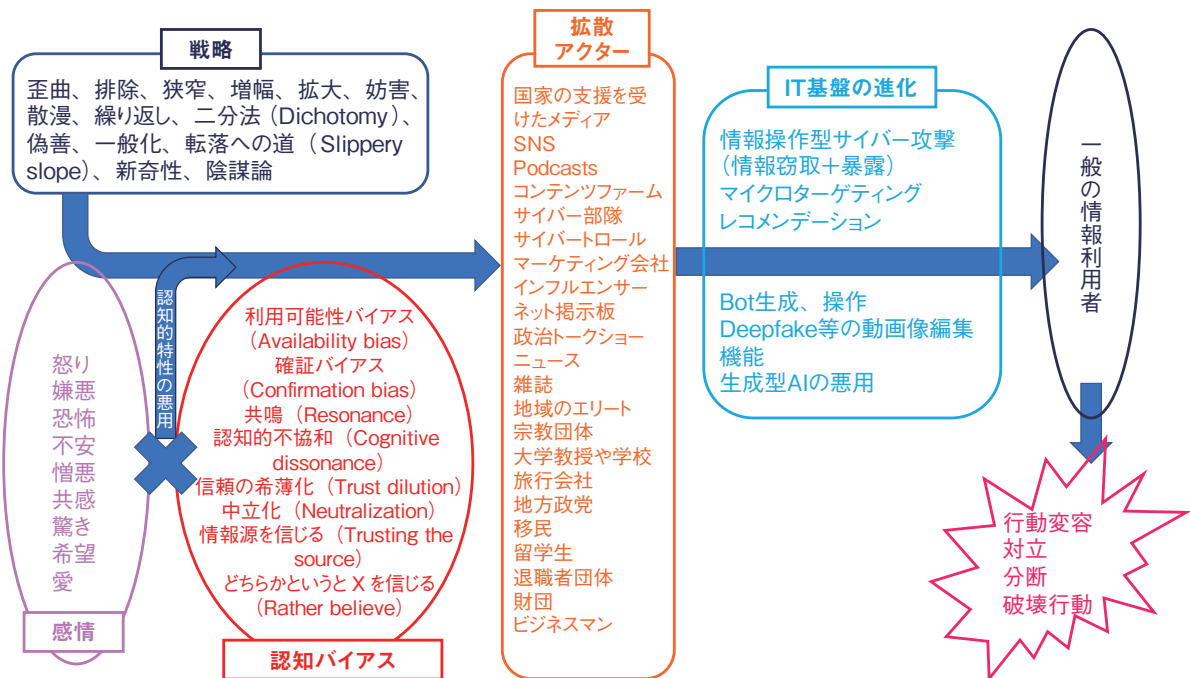 戦略
歪曲、排除、狭窄、増幅、拡大、妨害、
散漫、繰り返し、二分法（Dichotomy）、
偽善、一般化、転落への道（Slippery
slope）、新奇性、陰謀論
認知的特性の悪用
怒り
嫌悪
恐怖
不安
憎悪
共感
驚き
希望
愛
感情
利用可能性バイアス
（Availability bias）
確証バイアス
（Confirmation bias）
共鳴（Resonance）
認知的不協和（Cognitive
dissonance）
信頼の希薄化（Trust dilution）
中立化（Neutralization）
情報源を信じる（Trusting the
source）
どちらかというと X を信じる
（Rather believe）
認知バイアス
拡散
アクター
国家の支援を受
けたメディア
SNS
Podcasts
コンテンツファーム
サイバー部隊
サイバートロール
マーケティング会社
インフルエンサー
ネット掲示板
政治トークショー
ニュース
雑誌
地域のエリート
宗教団体
大学教授や学校
旅行会社
地方政党
移民
留学生
退職者団体
財団
ビジネスマン
IT基盤の進化
情報操作型サイバー攻撃
（情報窃取＋暴露）
マイクロターゲティング
レコメンデーション
Bot生成、操作
Deepfake等の動画像編集
機能
生成型AIの悪用
一般の情報利用者
行動変容
対立
分断
破壊行動